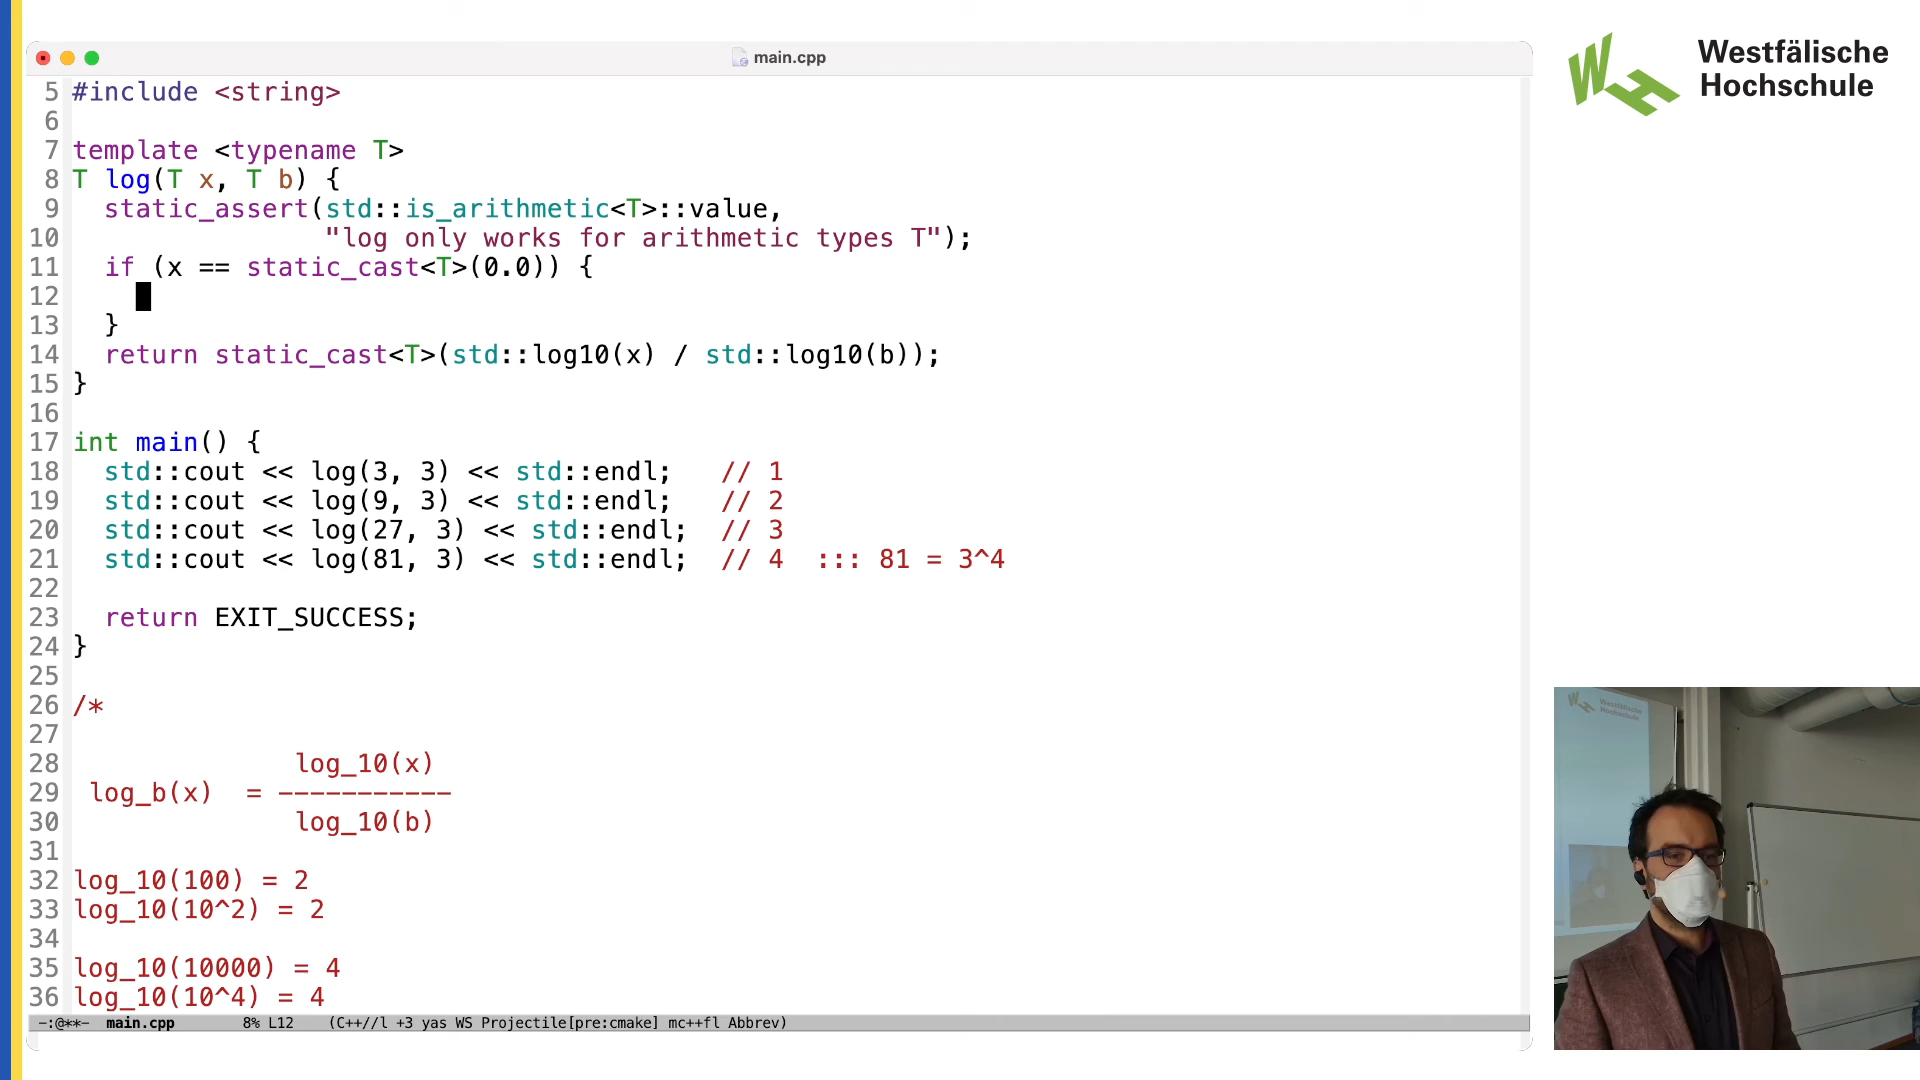 main.cpp
Westfälische
Hochschule
5 #include <string>
6
7 template <typename T>
8 T log(T x, T b) {
9 static_assert(std::is_arithmetic<T>::value,
10 "log only works for arithmetic types T");
11 if (x == static_cast<T>(0.0)) {
12
13 }
14 return static_cast<T>(std::log10(x) / std::log10(b));
15 }
16
17 int main() {
18 std::cout << log(3, 3) << std::endl; // 1
19 std::cout << log(9, 3) << std::endl; // 2
20 std::cout << log(27, 3) << std::endl; // 3
21 std::cout << log(81, 3) << std::endl; // 4 ::: 81 = 3^4
22
23 return EXIT_SUCCESS;
24 }
25
26 /*
27
28 log_10(x)
29 log_b(x) = -----------
30 log_10(b)
31
32 log_10(100) = 2
33 log_10(10^2) = 2
34
35 log_10(10000) = 4
36 log_10(10^4) = 4
-:@**- main.cpp 8% L12 (C++//l +3 yas WS Projectile[pre:cmake] mc++fl Abbrev)
Westfälische
Hochschule